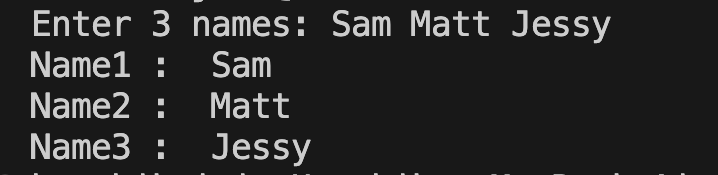 Enter 3 names: Sam Matt Jessy
Name1 :  Sam
Name2 :  Matt
Name3 :  Jessy